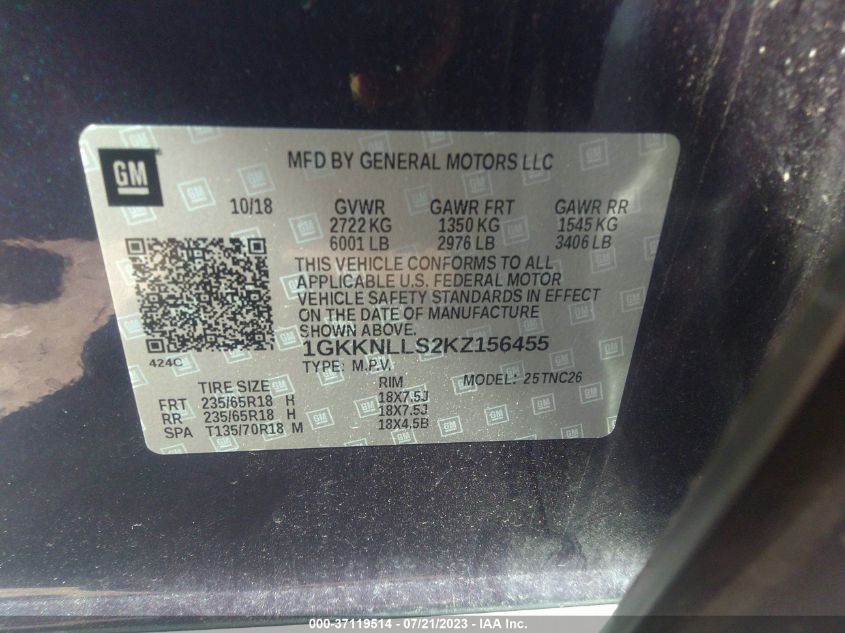 GM
MFD BY GENERAL MOTORS LLC
10/18 GVWR GAWR FRT GAWR RR
2722 KG 1350 KG 1545 KG
6001 LB 2976 LB 3406 LB
THIS VEHICLE CONFORMS TO ALL
APPLICABLE U.S. FEDERAL MOTOR
VEHICLE SAFETY STANDARDS IN EFFECT
ON THE DATE OF MANUFACTURE
SHOWN ABOVE.
424C
1GKKNLLS2KZ156455
TYPE: M.P.V. MODEL: 25TNC26
TIRE SIZE RIM
FRT 235/65R18 H 18X7.5J
RR 235/65R18 H 18X7.5J
SPA T135/70R18 M 18X4.5B
000-37119514 - 07/21/2023 - IAA Inc.